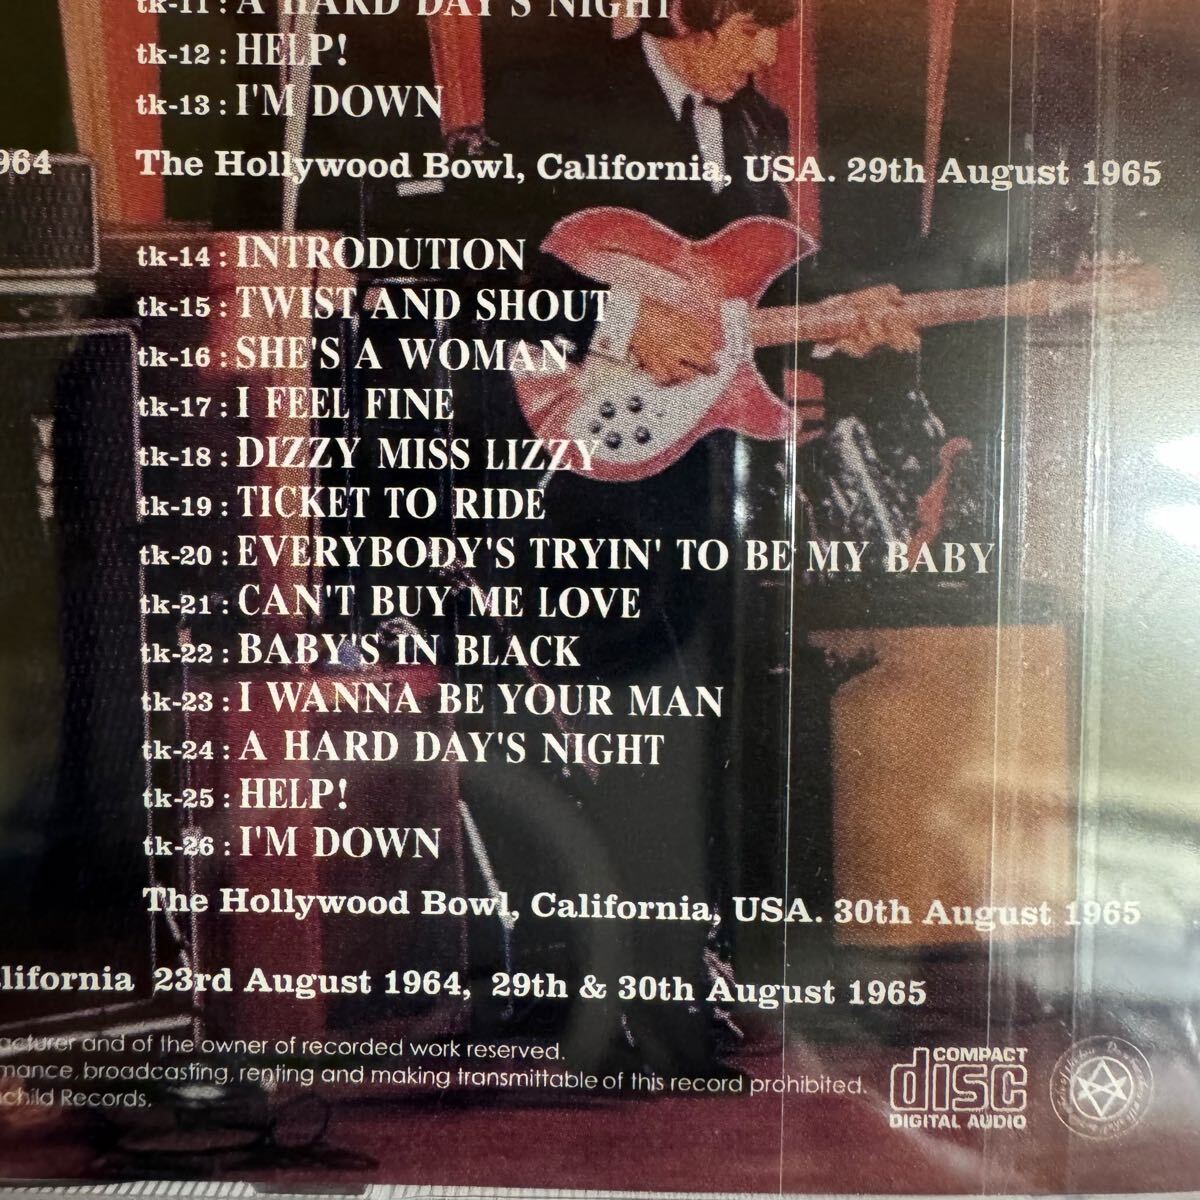 tk-11 : A HARD DAY'S NIGHT
tk-12 : HELP!
tk-13 : I'M DOWN
964
The Hollywood Bowl, California, USA. 29th August 1965
tk-14 : INTRODUTION
tk-15 : TWIST AND SHOUT
tk-16 : SHE'S A WOMAN
tk-17 : I FEEL FINE
tk-18 : DIZZY MISS LIZZY
tk-19 : TICKET TO RIDE
tk-20 : EVERYBODY'S TRYIN' TO BE MY BABY
tk-21 : CAN'T BUY ME LOVE
tk-22 : BABY'S IN BLACK
tk-23 : I WANNA BE YOUR MAN
tk-24 : A HARD DAY'S NIGHT
tk-25 : HELP!
tk-26 : I'M DOWN
The Hollywood Bowl, California, USA. 30th August 1965
lifornia 23rd August 1964, 29th & 30th August 1965
acturer and of the owner of recorded work reserved.
mance, broadcasting, renting and making transmittable of this record prohibited.
child Records.
COMPACT
disc
DIGITAL AUDIO